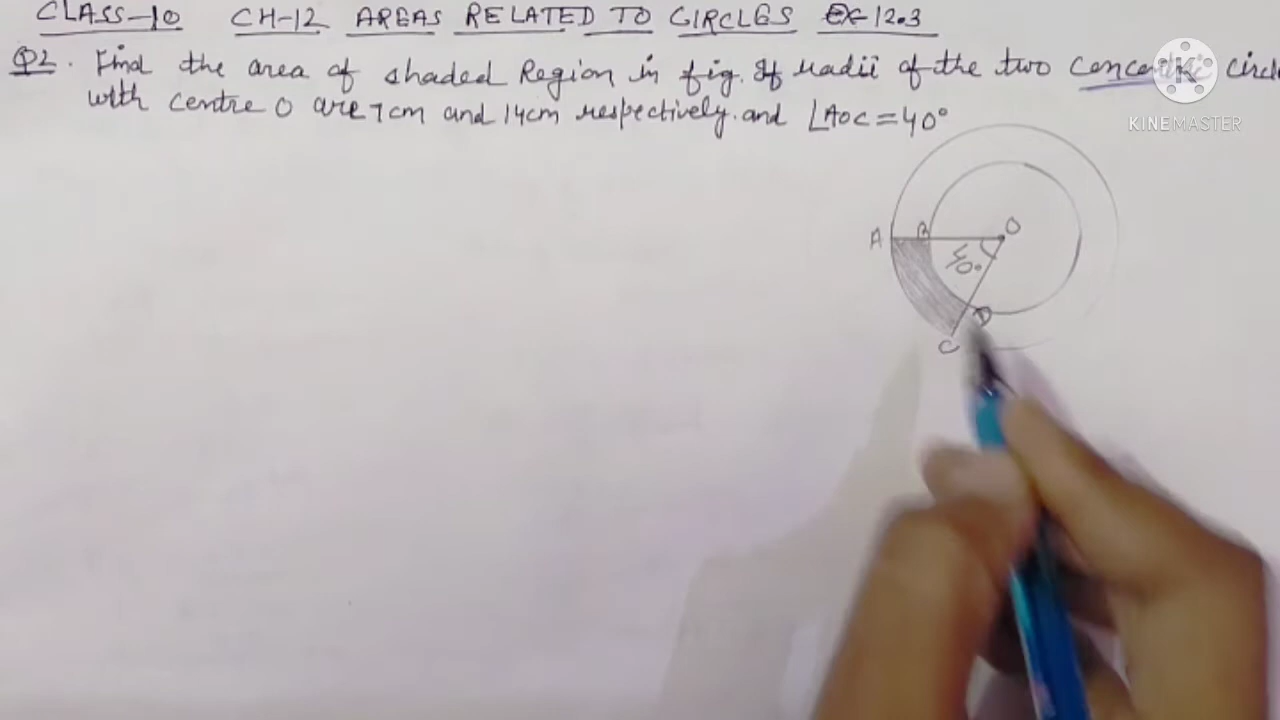 CLASS-10 CH-12 AREAS RELATED TO CIRCLES EX-12.3
Q2. Find the area of shaded Region in fig. If radii of the two concentric circle
with centre O are 7cm and 14cm respectively. and ∠AOC = 40°
KINEMASTER
A B O
40°
D
C